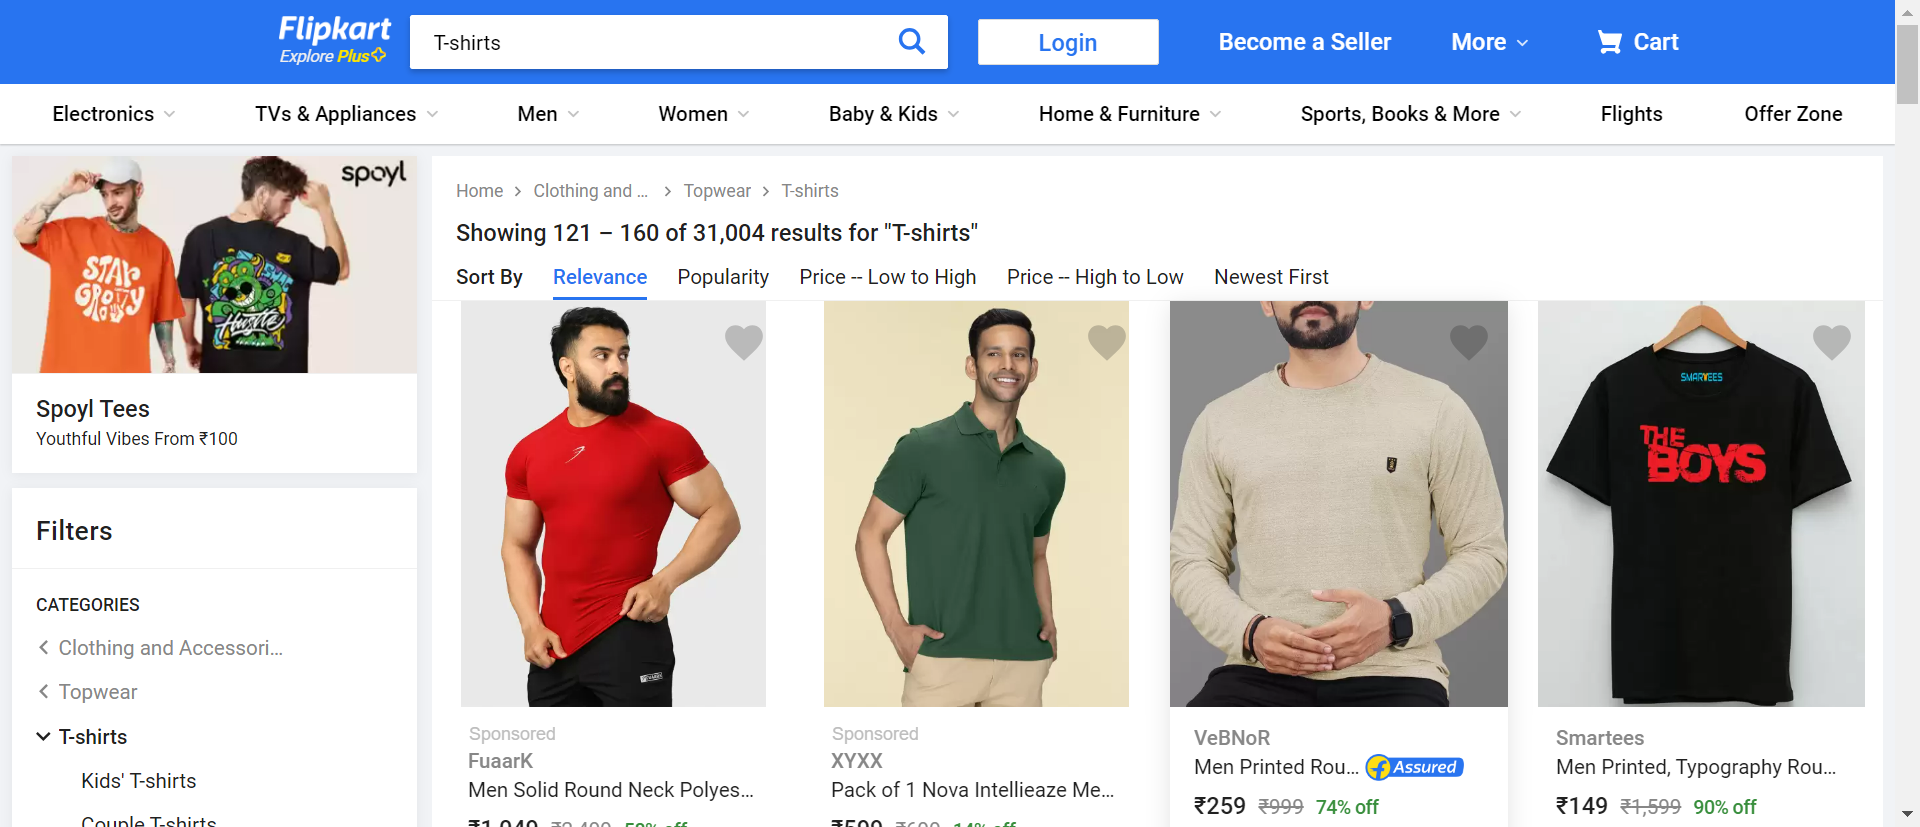 Flipkart
Explore Plus
T-shirts
Login
Become a Seller
More
Cart
Electronics
TVs & Appliances
Men
Women
Baby & Kids
Home & Furniture
Sports, Books & More
Flights
Offer Zone
spoyl
STAY
GROOVY
Hustle
Spoyl Tees
Youthful Vibes From ₹100
Filters
CATEGORIES
Clothing and Accessori...
Topwear
T-shirts
Kids' T-shirts
Couple T-shirts
Home
Clothing and ...
Topwear
T-shirts
Showing 121 – 160 of 31,004 results for "T-shirts"
Sort By
Relevance
Popularity
Price -- Low to High
Price -- High to Low
Newest First
Sponsored
FuaarK
Men Solid Round Neck Polyes...
Sponsored
XYXX
Pack of 1 Nova Intellieaze Me...
VeBNoR
Men Printed Rou... Assured
₹259 ₹999 74% off
SMARTEES
THE
BOYS
Smartees
Men Printed, Typography Rou...
₹149 ₹1,599 90% off